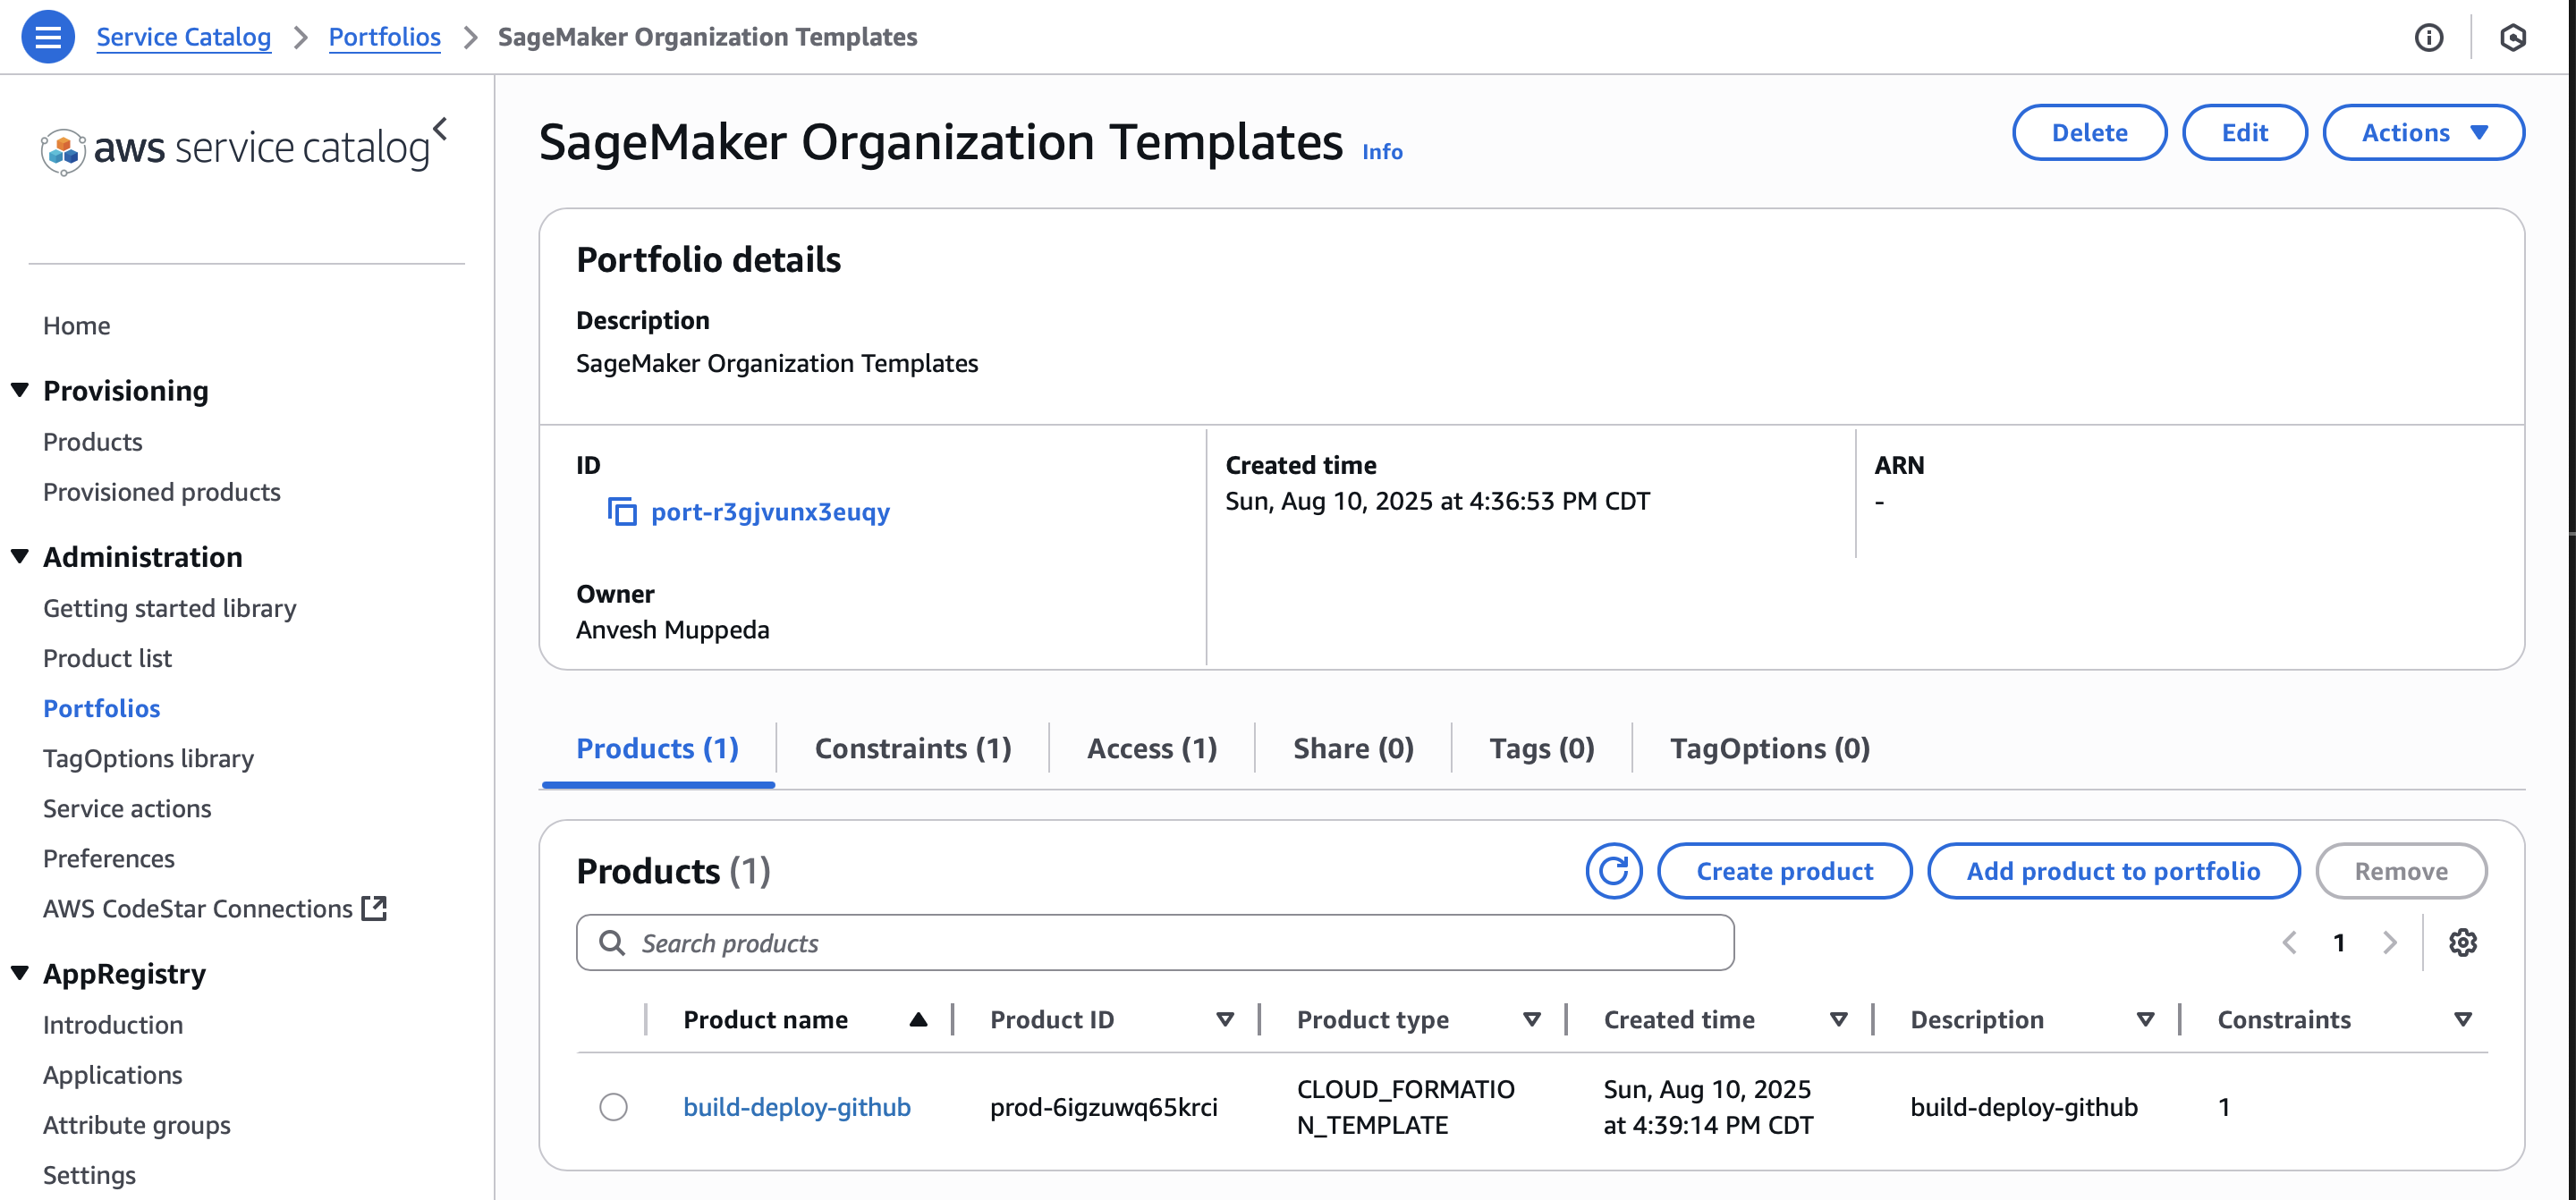 Service Catalog > Portfolios > SageMaker Organization Templates
aws service catalog
Home
Provisioning
Products
Provisioned products
Administration
Getting started library
Product list
Portfolios
TagOptions library
Service actions
Preferences
AWS CodeStar Connections
AppRegistry
Introduction
Applications
Attribute groups
Settings
SageMaker Organization Templates Info
Delete Edit Actions
Portfolio details
Description
SageMaker Organization Templates
ID
port-r3gjvunx3euqy
Created time
Sun, Aug 10, 2025 at 4:36:53 PM CDT
ARN
-
Owner
Anvesh Muppeda
Products (1) Constraints (1) Access (1) Share (0) Tags (0) TagOptions (0)
Products (1)
Create product Add product to portfolio Remove
Search products
1
Product name Product ID Product type Created time Description Constraints
build-deploy-github prod-6igzuwq65krci CLOUD_FORMATIO Sun, Aug 10, 2025 build-deploy-github 1
N_TEMPLATE at 4:39:14 PM CDT